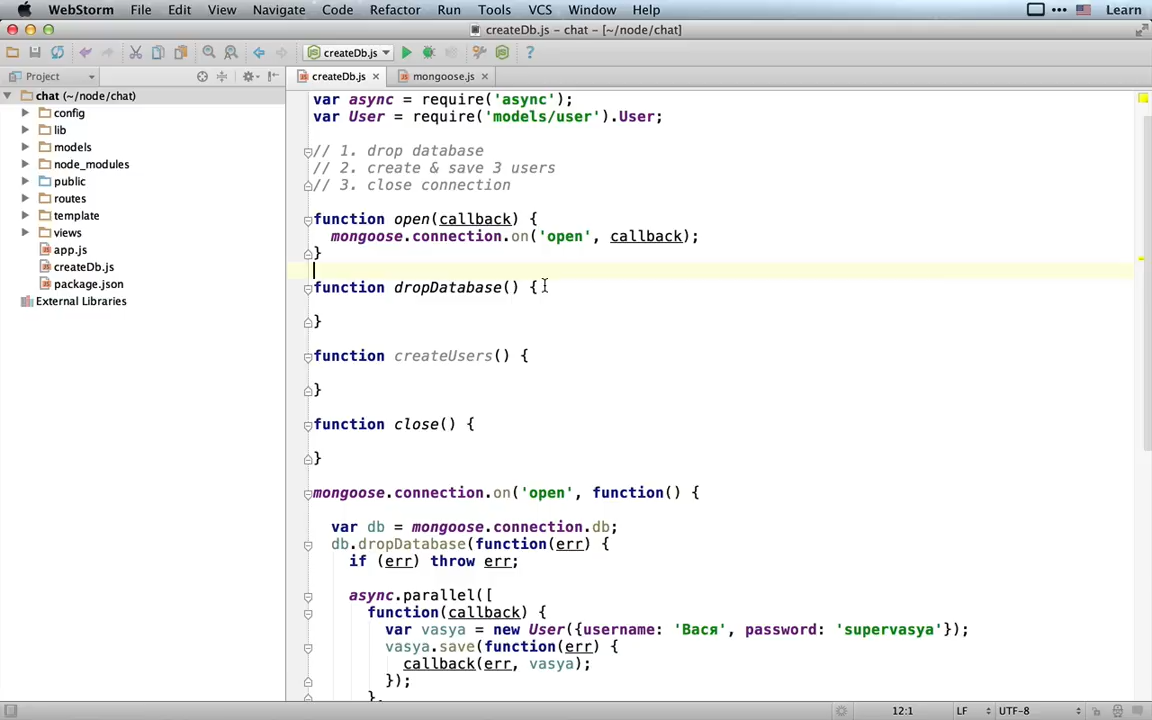 WebStorm File Edit View Navigate Code Refactor Run Tools VCS Window Help Learn
createDb.js – chat – [~/node/chat]
createDb.js
Project
createDb.js mongoose.js
chat (~/node/chat)
config
lib
models
node_modules
public
routes
template
views
app.js
createDb.js
package.json
External Libraries
var async = require('async');
var User = require('models/user').User;
// 1. drop database
// 2. create & save 3 users
// 3. close connection
function open(callback) {
mongoose.connection.on('open', callback);
}
function dropDatabase() {
}
function createUsers() {
}
function close() {
}
mongoose.connection.on('open', function() {
var db = mongoose.connection.db;
db.dropDatabase(function(err) {
if (err) throw err;
async.parallel([
function(callback) {
var vasya = new User({username: 'Вася', password: 'supervasya'});
vasya.save(function(err) {
callback(err, vasya);
});
},
12:1 LF UTF-8